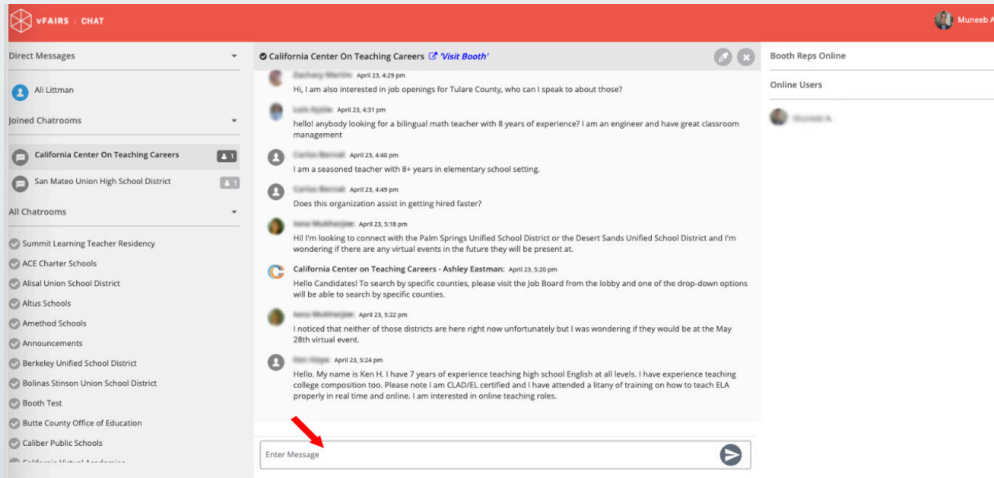 vFAIRS | CHAT
Muneeb A
Direct Messages
Ali Littman
Joined Chatrooms
California Center On Teaching Careers
1
San Mateo Union High School District
1
All Chatrooms
Summit Learning Teacher Residency
ACE Charter Schools
Alisal Union School District
Altus Schools
Amethod Schools
Announcements
Berkeley Unified School District
Bolinas Stinson Union School District
Booth Test
Butte County Office of Education
Caliber Public Schools
California Center On Teaching Careers 'Visit Booth'
April 23, 4:29 pm
Hi, I am also interested in job openings for Tulare County, who can I speak to about those?
April 23, 4:31 pm
hello! anybody looking for a bilingual math teacher with 8 years of experience? I am an engineer and have great classroom
management
April 23, 4:40 pm
I am a seasoned teacher with 8+ years in elementary school setting.
April 23, 4:49 pm
Does this organization assist in getting hired faster?
April 23, 5:18 pm
Hi! I'm looking to connect with the Palm Springs Unified School District or the Desert Sands Unified School District and I'm
wondering if there are any virtual events in the future they will be present at.
California Center on Teaching Careers - Ashley Eastman: April 23, 5:20 pm
Hello Candidates! To search by specific counties, please visit the Job Board from the lobby and one of the drop-down options
will be able to search by specific counties.
April 23, 5:22 pm
I noticed that neither of those districts are here right now unfortunately but I was wondering if they would be at the May
28th virtual event.
April 23, 5:24 pm
Hello. My name is Ken H. I have 7 years of experience teaching high school English at all levels. I have experience teaching
college composition too. Please note I am CLAD/EL certified and I have attended a litany of training on how to teach ELA
properly in real time and online. I am interested in online teaching roles.
Enter Message
Booth Reps Online
Online Users